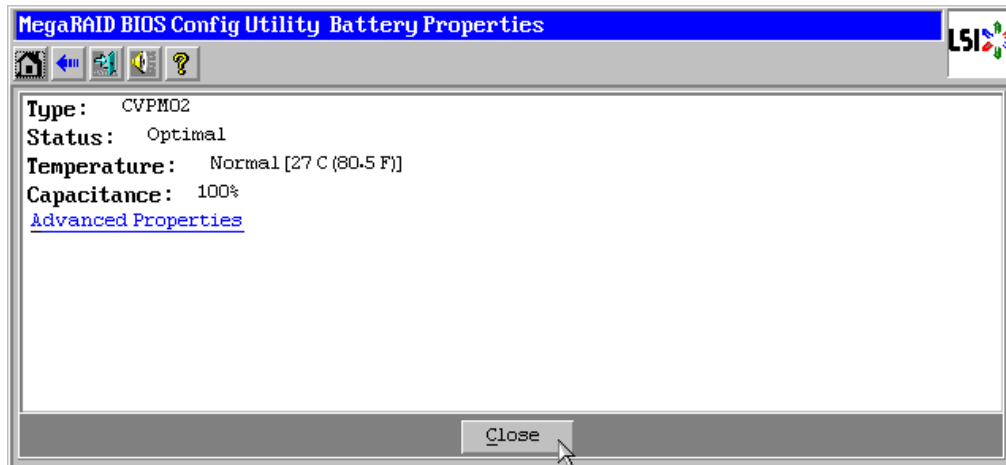 MegaRAID BIOS Config Utility Battery Properties
LSI
Type: CVPM02
Status: Optimal
Temperature: Normal [27 C (80.5 F)]
Capacitance: 100%
Advanced Properties
Close